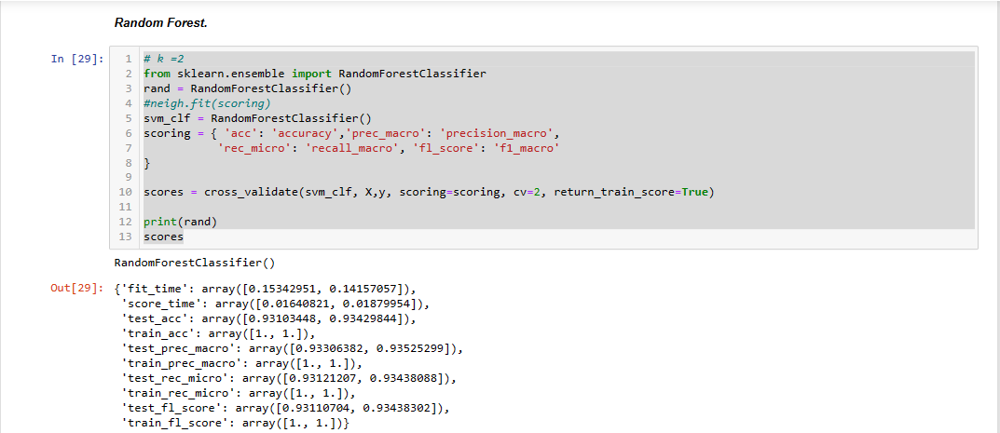 Random Forest.
In [29]:
1 # k =2
2 from sklearn.ensemble import RandomForestClassifier
3 rand = RandomForestClassifier()
4 #neigh.fit(scoring)
5 svm_clf = RandomForestClassifier()
6 scoring = { 'acc': 'accuracy','prec_macro': 'precision_macro',
7 'rec_micro': 'recall_macro', 'fl_score': 'f1_macro'
8 }
9
10 scores = cross_validate(svm_clf, X,y, scoring=scoring, cv=2, return_train_score=True)
11
12 print(rand)
13 scores
RandomForestClassifier()
Out[29]: {'fit_time': array([0.15342951, 0.14157057]),
'score_time': array([0.01640821, 0.01879954]),
'test_acc': array([0.93103448, 0.93429844]),
'train_acc': array([1., 1.]),
'test_prec_macro': array([0.93306382, 0.93525299]),
'train_prec_macro': array([1., 1.]),
'test_rec_micro': array([0.93121207, 0.93438088]),
'train_rec_micro': array([1., 1.]),
'test_fl_score': array([0.93110704, 0.93438302]),
'train_fl_score': array([1., 1.])}